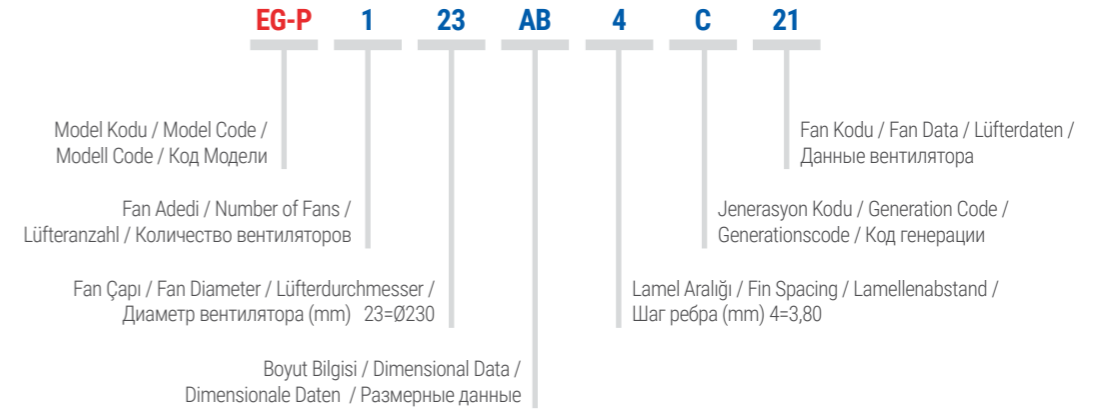 EG-P 1 23 AB 4 C 21
Model Kodu / Model Code /
Modell Code / Код Модели
Fan Kodu / Fan Data / Lüfterdaten /
Данные вентилятора
Fan Adedi / Number of Fans /
Lüfteranzahl / Количество вентиляторов
Jenerasyon Kodu / Generation Code /
Generationscode / Код генерации
Fan Çapı / Fan Diameter / Lüfterdurchmesser /
Диаметр вентилятора (mm) 23=Ø230
Lamel Aralığı / Fin Spacing / Lamellenabstand /
Шаг ребра (mm) 4=3,80
Boyut Bilgisi / Dimensional Data /
Dimensionale Daten / Размерные данные